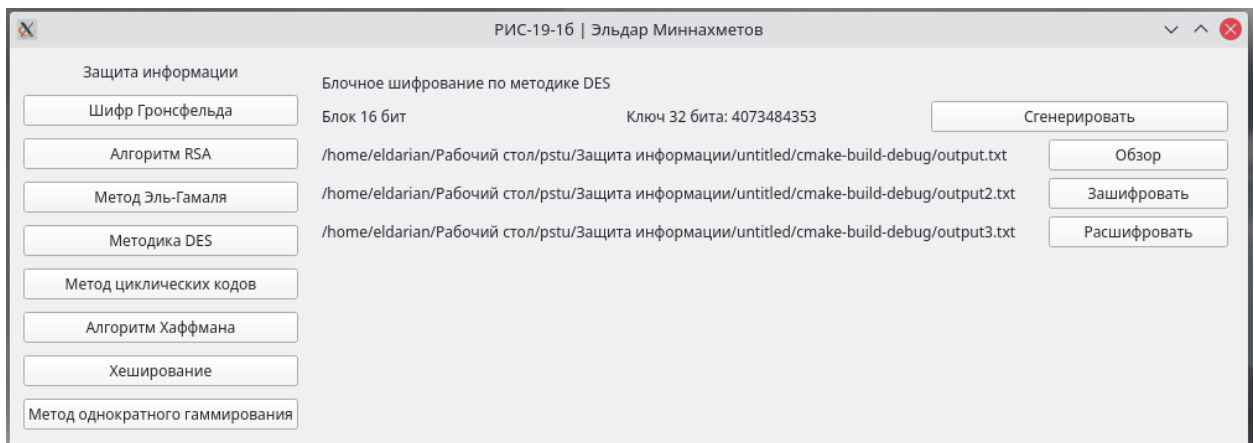 РИС-19-1б | Эльдар Миннахметов
Защита информации
Шифр Гронсфельда
Алгоритм RSA
Метод Эль-Гамаля
Методика DES
Метод циклических кодов
Алгоритм Хаффмана
Хеширование
Метод однократного гаммирования
Блочное шифрование по методике DES
Блок 16 бит Ключ 32 бита: 4073484353 Сгенерировать
/home/eldarian/Рабочий стол/pstu/Защита информации/untitled/cmake-build-debug/output.txt Обзор
/home/eldarian/Рабочий стол/pstu/Защита информации/untitled/cmake-build-debug/output2.txt Зашифровать
/home/eldarian/Рабочий стол/pstu/Защита информации/untitled/cmake-build-debug/output3.txt Расшифровать